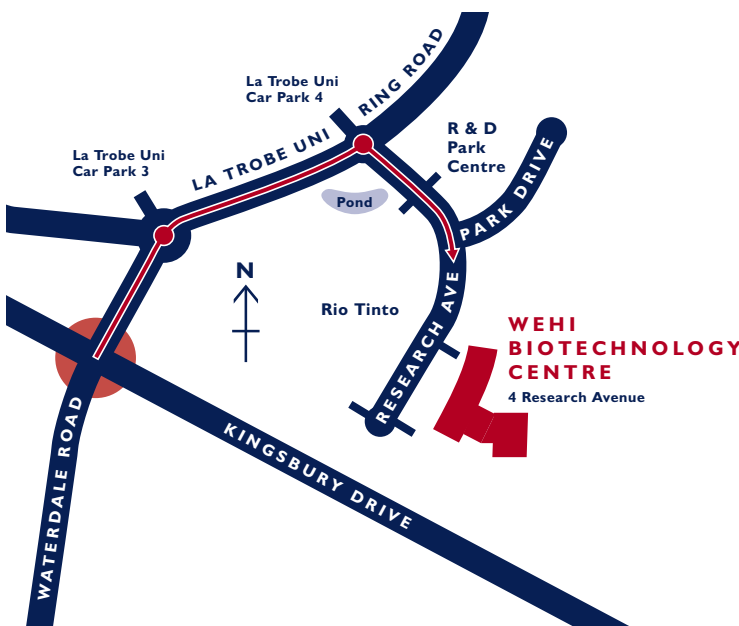 RING ROAD
La Trobe Uni
Car Park 4
R & D
Park
Centre
LA TROBE UNI
La Trobe Uni
Car Park 3
PARK DRIVE
Pond
N
Rio Tinto
RESEARCH AVE
WEHI
BIOTECHNOLOGY
CENTRE
4 Research Avenue
KINGSBURY DRIVE
WATERDALE ROAD